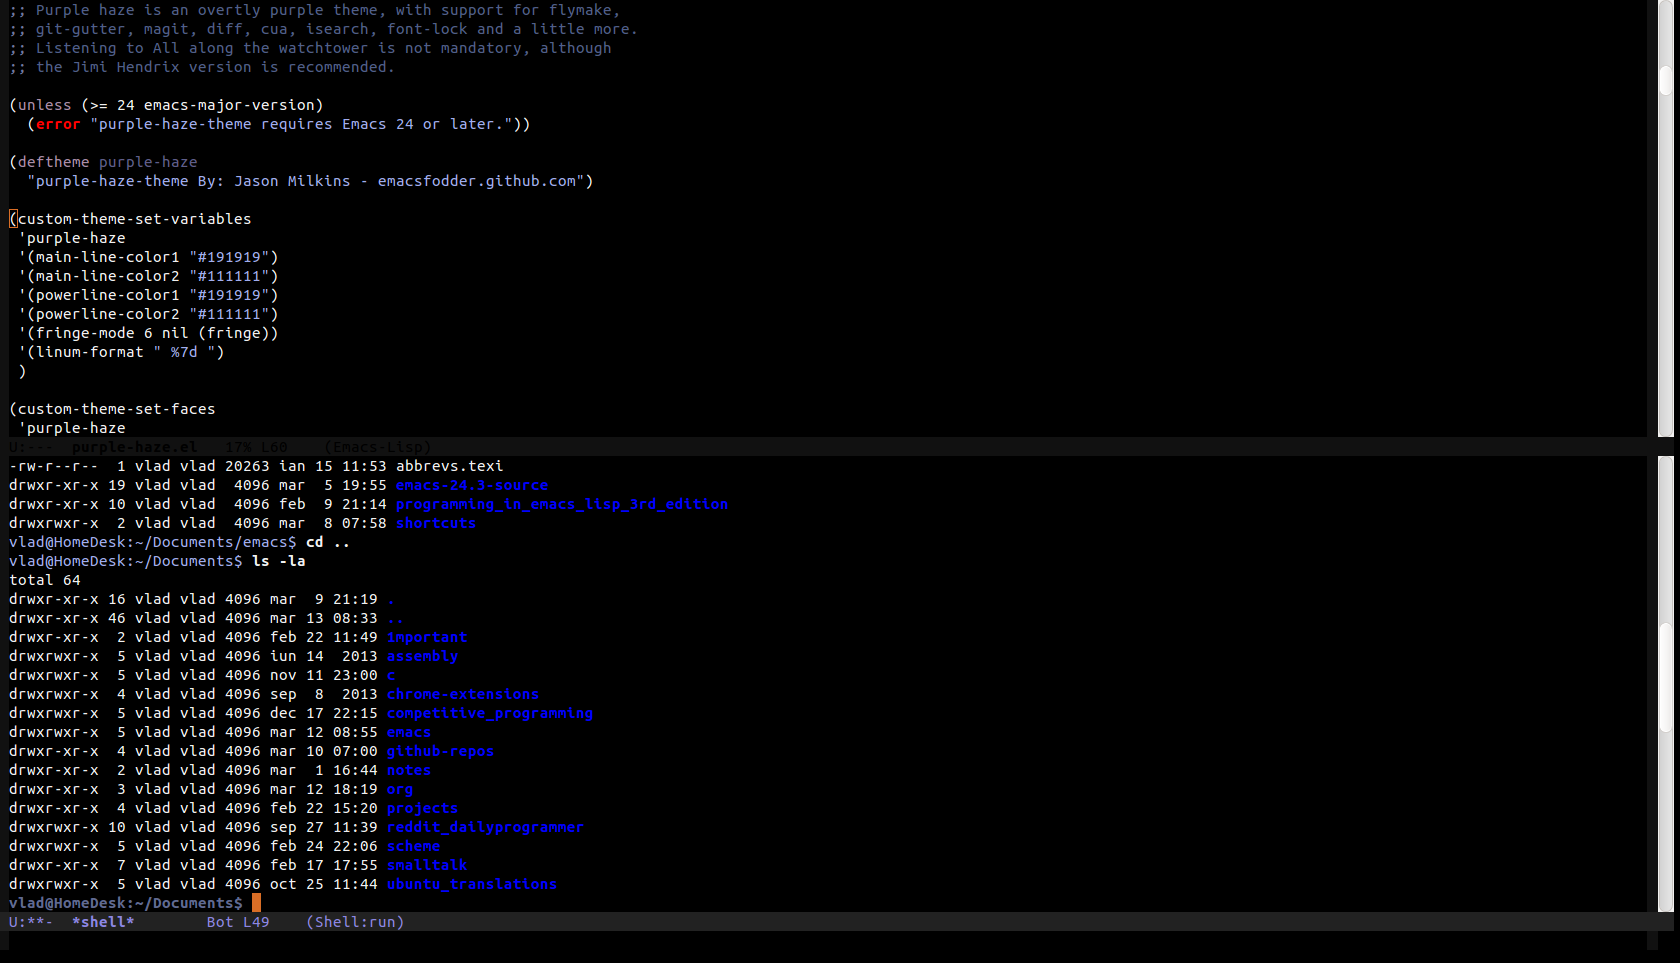 ;; Purple haze is an overtly purple theme, with support for flymake,
;; git-gutter, magit, diff, cua, isearch, font-lock and a little more.
;; Listening to All along the watchtower is not mandatory, although
;; the Jimi Hendrix version is recommended.
(unless (>= 24 emacs-major-version)
  (error "purple-haze-theme requires Emacs 24 or later."))
(deftheme purple-haze
  "purple-haze-theme By: Jason Milkins - emacsfodder.github.com")
(custom-theme-set-variables
 'purple-haze
 '(main-line-color1 "#191919")
 '(main-line-color2 "#111111")
 '(powerline-color1 "#191919")
 '(powerline-color2 "#111111")
 '(fringe-mode 6 nil (fringe))
 '(linum-format " %7d ")
 )
(custom-theme-set-faces
 'purple-haze
U:---  purple-haze.el   17% L60    (Emacs-Lisp)
-rw-r--r--  1 vlad vlad 20263 ian 15 11:53 abbrevs.texi
drwxr-xr-x 19 vlad vlad  4096 mar  5 19:55 emacs-24.3-source
drwxr-xr-x 10 vlad vlad  4096 feb  9 21:14 programming_in_emacs_lisp_3rd_edition
drwxrwxr-x  2 vlad vlad  4096 mar  8 07:58 shortcuts
vlad@HomeDesk:~/Documents/emacs$ cd ..
vlad@HomeDesk:~/Documents$ ls -la
total 64
drwxr-xr-x 16 vlad vlad 4096 mar  9 21:19 .
drwxr-xr-x 46 vlad vlad 4096 mar 13 08:33 ..
drwxr-xr-x  2 vlad vlad 4096 feb 22 11:49 1mportant
drwxrwxr-x  5 vlad vlad 4096 iun 14  2013 assembly
drwxrwxr-x  5 vlad vlad 4096 nov 11 23:00 c
drwxrwxr-x  4 vlad vlad 4096 sep  8  2013 chrome-extensions
drwxrwxr-x  5 vlad vlad 4096 dec 17 22:15 competitive_programming
drwxrwxr-x  5 vlad vlad 4096 mar 12 08:55 emacs
drwxrwxr-x  4 vlad vlad 4096 mar 10 07:00 github-repos
drwxr-xr-x  2 vlad vlad 4096 mar  1 16:44 notes
drwxr-xr-x  3 vlad vlad 4096 mar 12 18:19 org
drwxr-xr-x  4 vlad vlad 4096 feb 22 15:20 projects
drwxrwxr-x 10 vlad vlad 4096 sep 27 11:39 reddit_dailyprogrammer
drwxrwxr-x  5 vlad vlad 4096 feb 24 22:06 scheme
drwxr-xr-x  7 vlad vlad 4096 feb 17 17:55 smalltalk
drwxrwxr-x  5 vlad vlad 4096 oct 25 11:44 ubuntu_translations
vlad@HomeDesk:~/Documents$
U:**-  *shell*        Bot L49    (Shell:run)